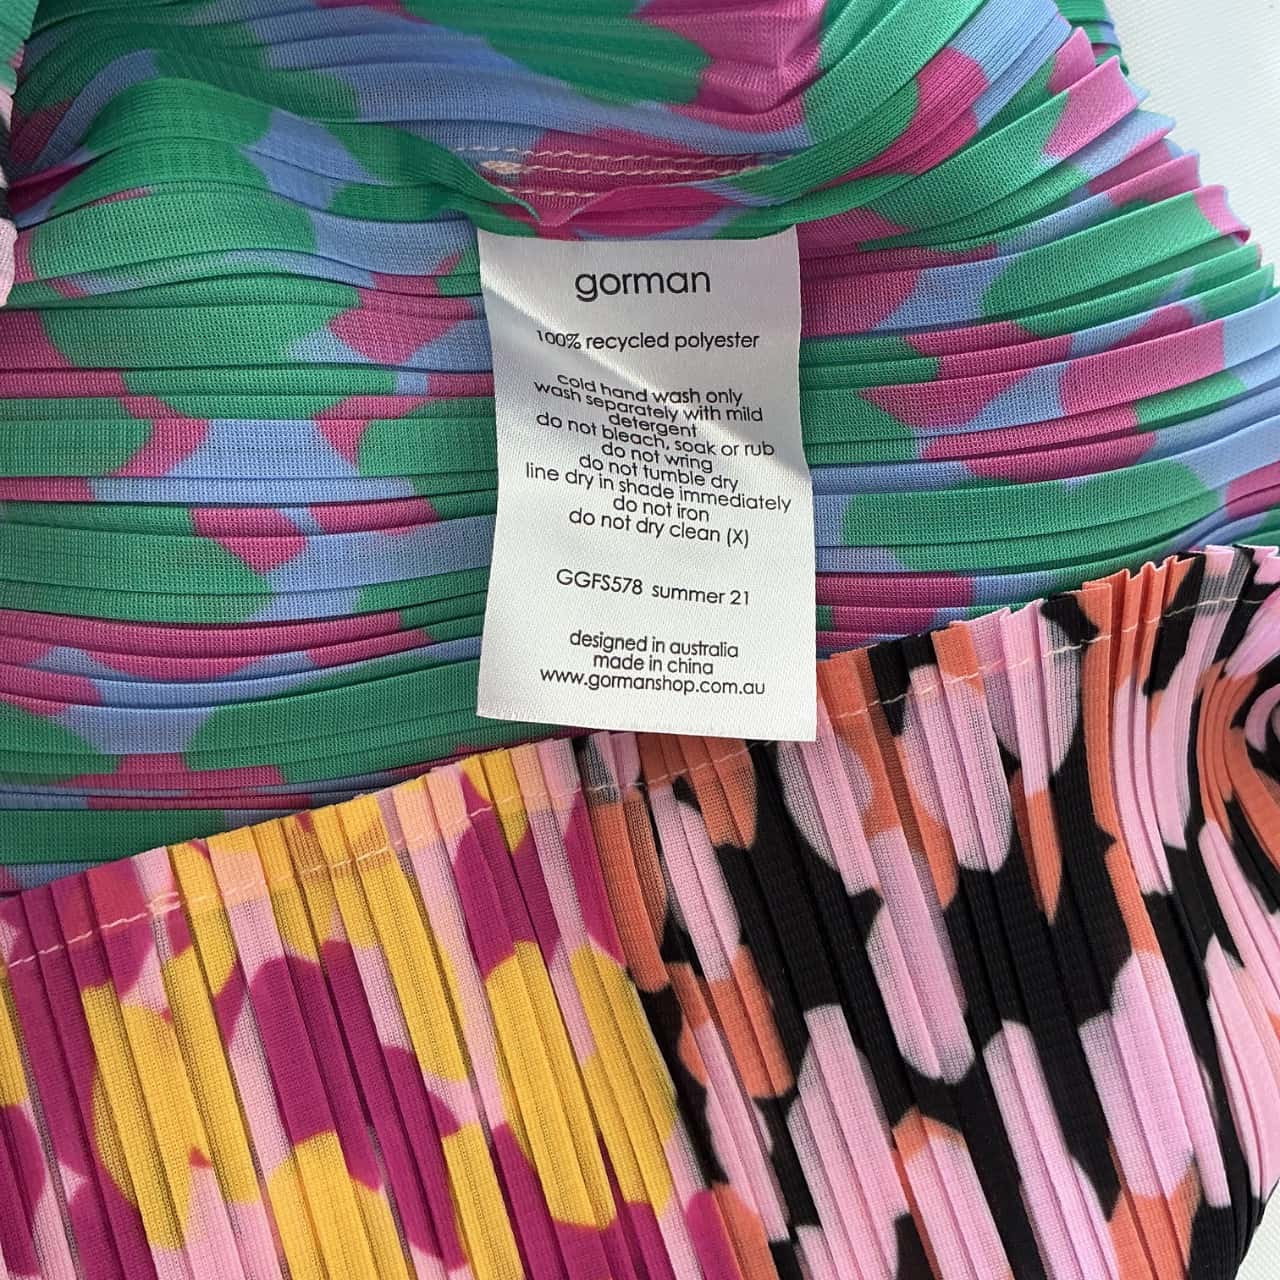 gorman
100% recycled polyester
cold hand wash only
wash separately with mild
detergent
do not bleach, soak or rub
do not wring
do not tumble dry
line dry in shade immediately
do not iron
do not dry clean (X)
GGFS578 summer 21
designed in australia
made in china
www.gormanshop.com.au